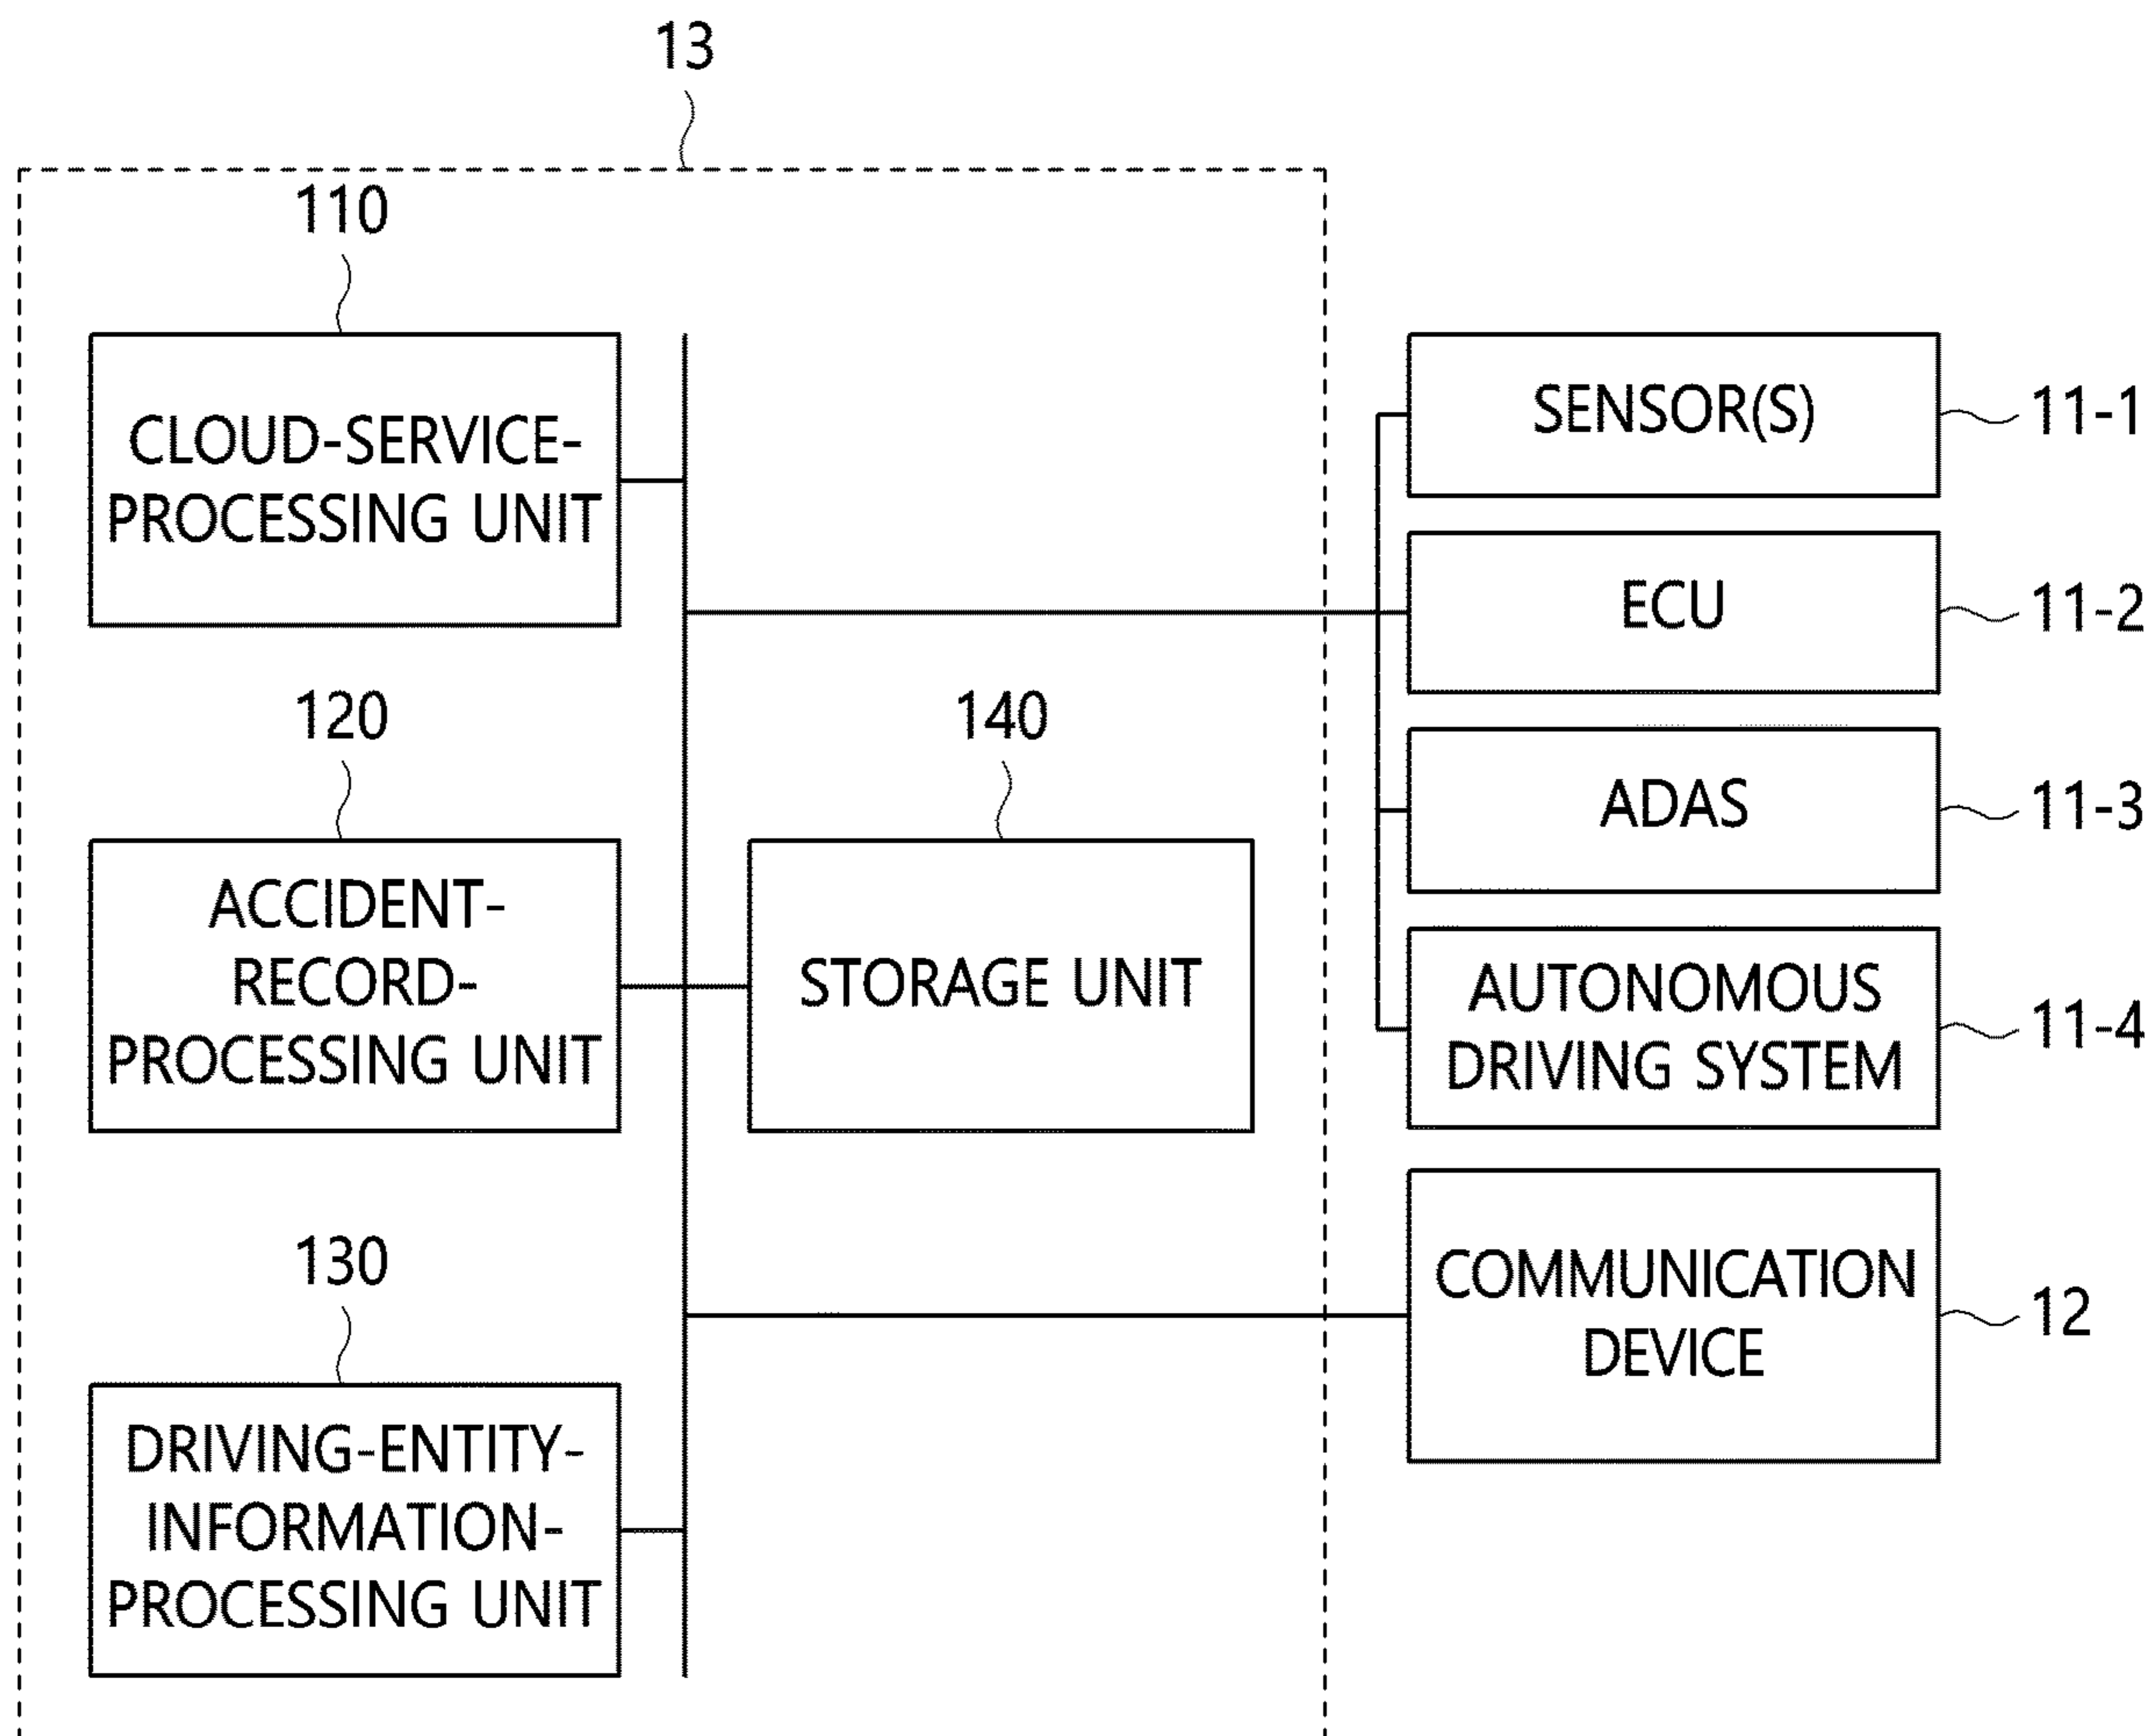 13
110
CLOUD-SERVICE-
PROCESSING UNIT
120
ACCIDENT-
RECORD-
PROCESSING UNIT
130
DRIVING-ENTITY-
INFORMATION-
PROCESSING UNIT
140
STORAGE UNIT
SENSOR(S)
11-1
ECU
11-2
ADAS
11-3
AUTONOMOUS
DRIVING SYSTEM
11-4
COMMUNICATION
DEVICE
12